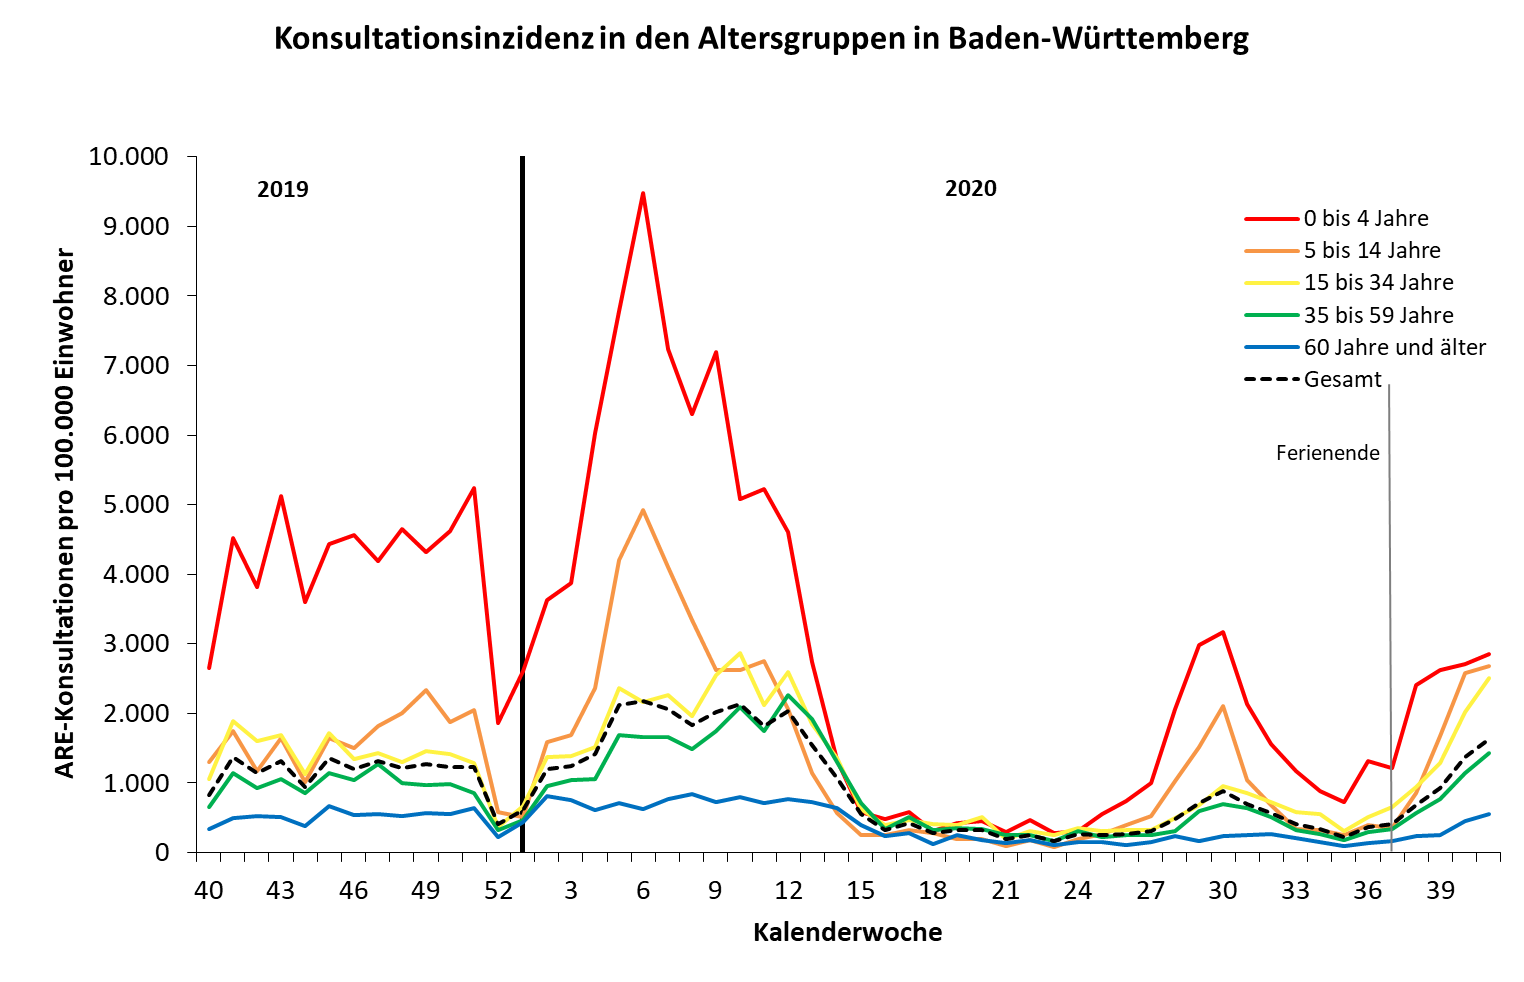 Konsultationsinzidenz in den Altersgruppen in Baden-Württemberg
ARE-Konsultationen pro 100.000 Einwohner
10.000
9.000
8.000
7.000
6.000
5.000
4.000
3.000
2.000
1.000
0
2019
2020
0 bis 4 Jahre
5 bis 14 Jahre
15 bis 34 Jahre
35 bis 59 Jahre
60 Jahre und älter
Gesamt
Ferienende
40 43 46 49 52 3 6 9 12 15 18 21 24 27 30 33 36 39
Kalenderwoche